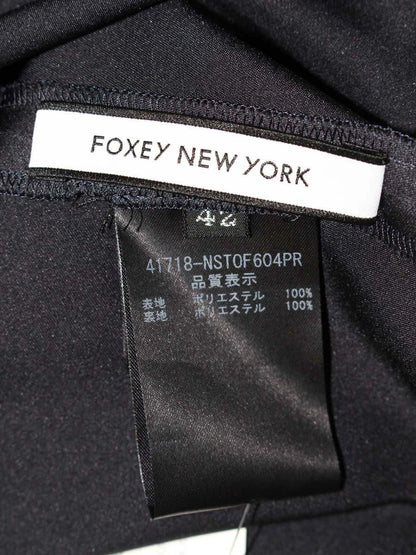 FOXEY NEW YORK
42
41718-NSTOF604PR
品質表示
表地 ポリエステル 100%
裏地 ポリエステル 100%